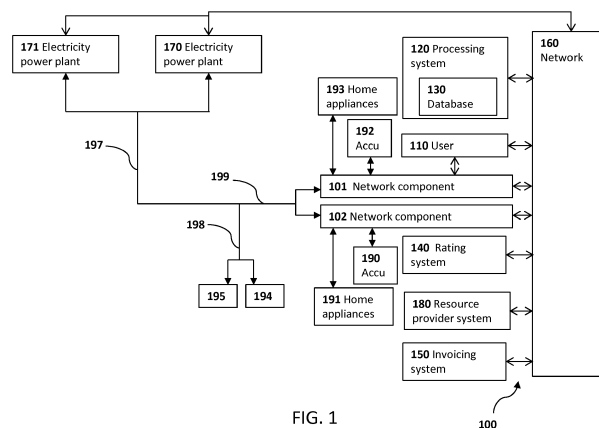 171 Electricity
power plant
170 Electricity
power plant
120 Processing
system
130
Database
160
Network
193 Home
appliances
192
Accu
110 User
197
199
101 Network component
102 Network component
198
140 Rating
system
190
Accu
195
194
191 Home
appliances
180 Resource
provider system
150 Invoicing
system
FIG. 1
100